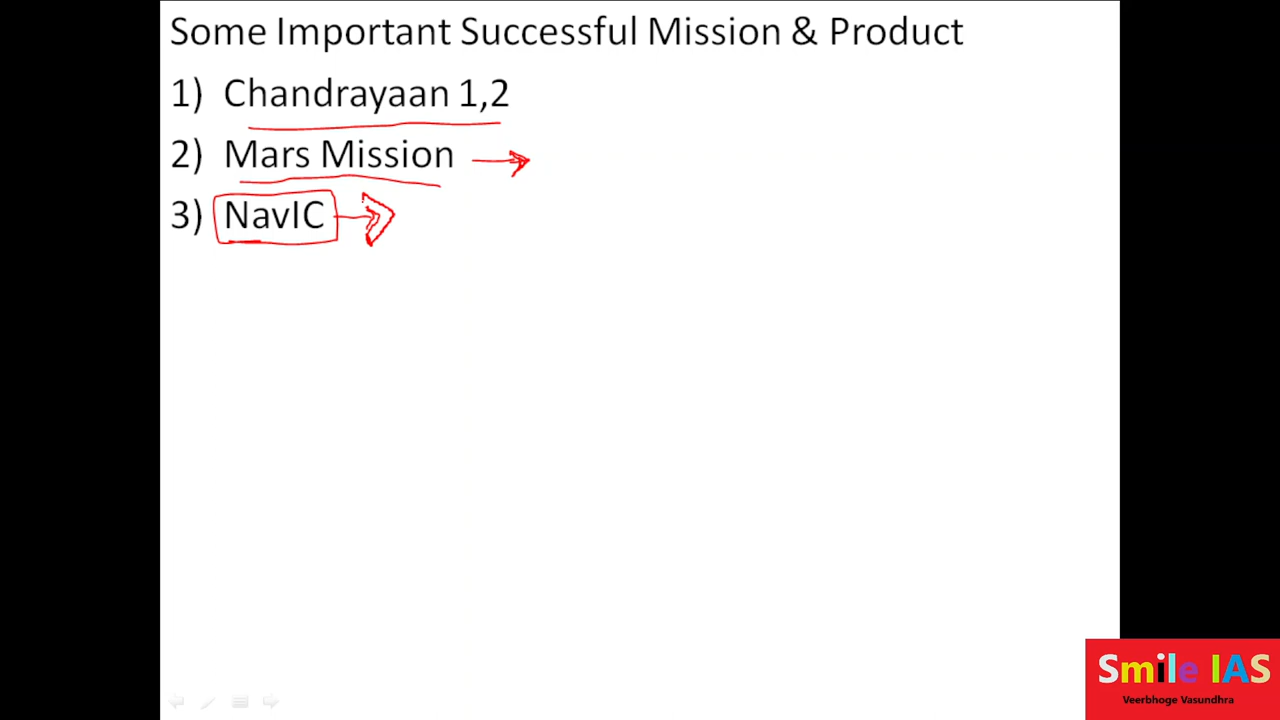 Some Important Successful Mission & Product
1) Chandrayaan 1,2
2) Mars Mission
3) NavIC
Smile IAS
Veerbhoge Vasundhra